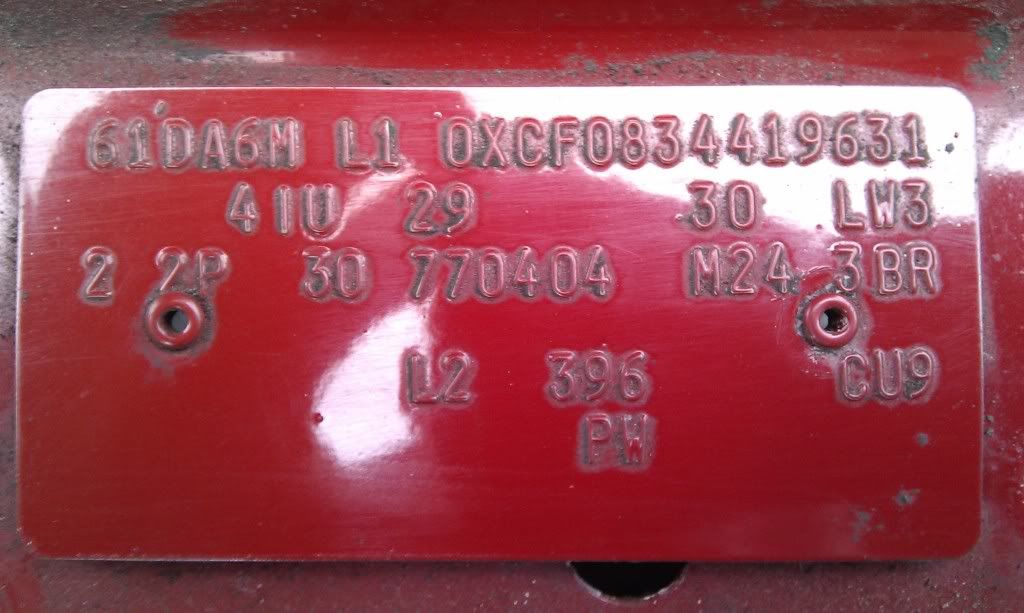 61DA6M L1 0XCF0834419631
41U 29 30 LW3
2 2P 30 770404 M24 3BR
L2 396 CU9
PW